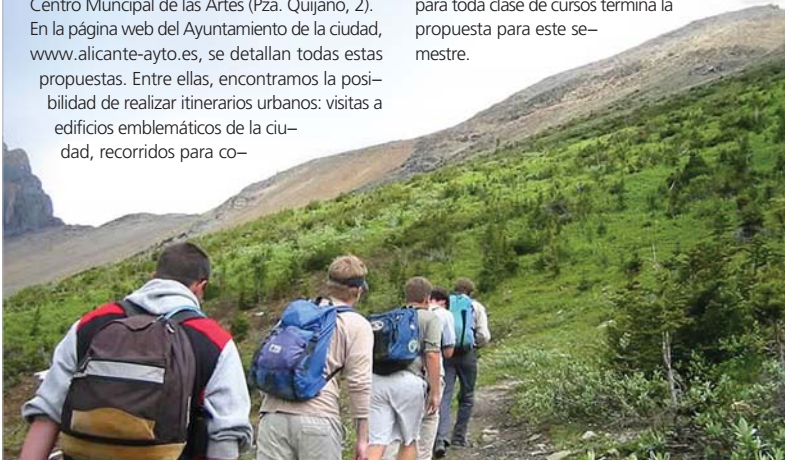 Centro Muncipal de las Artes (Pza. Quijano, 2).
En la página web del Ayuntamiento de la ciudad,
www.alicante-ayto.es, se detallan todas estas
propuestas. Entre ellas, encontramos la posi–
bilidad de realizar itinerarios urbanos: visitas a
edificios emblemáticos de la ciu–
dad, recorridos para co–
para toda clase de cursos termina la
propuesta para este se–
mestre.